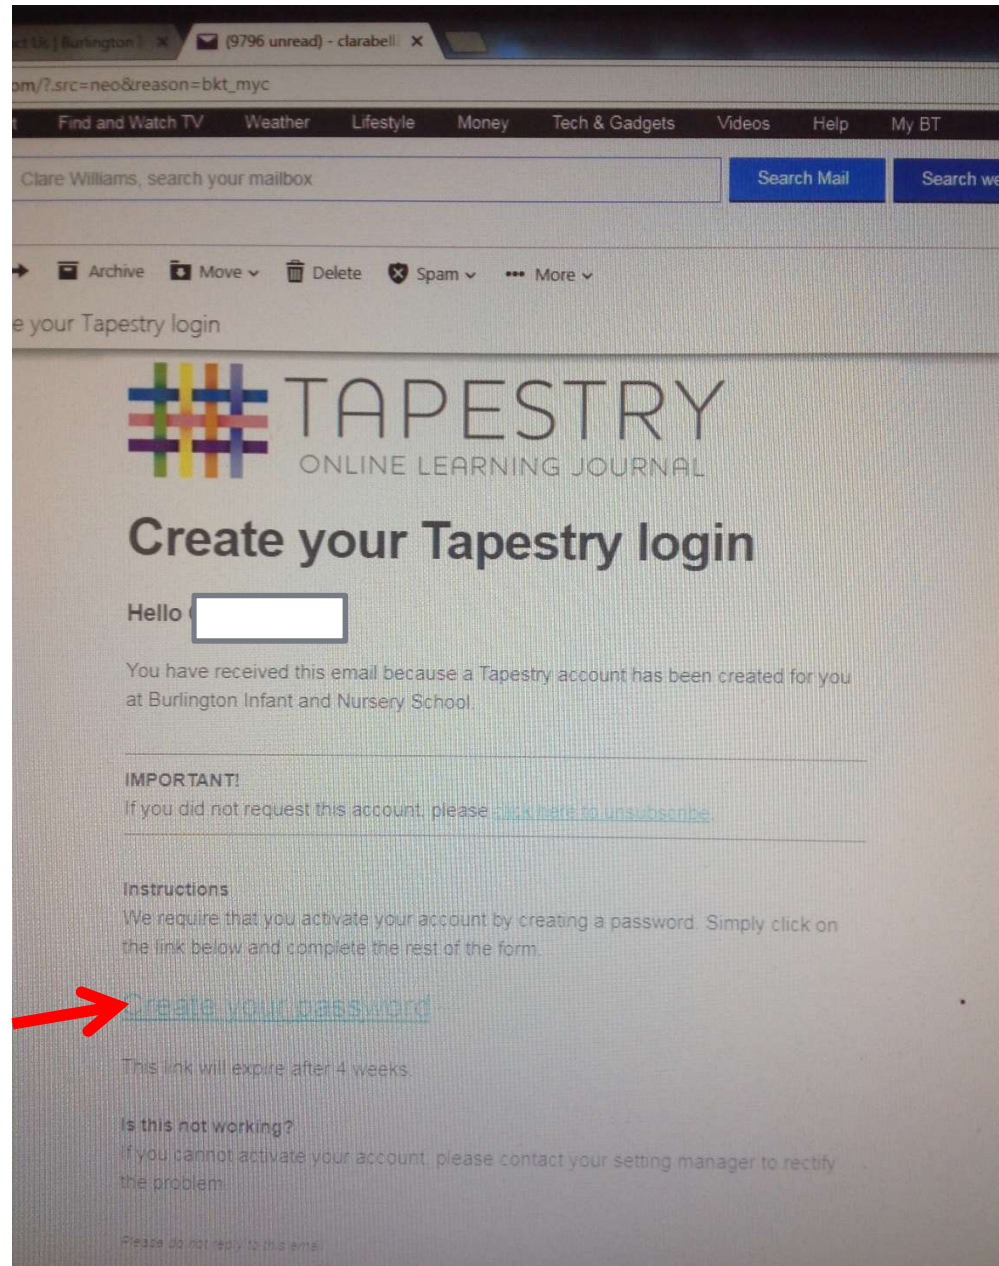 ct Us | Burlington
(9796 unread) - clarabell
om/?.src=neo&reason=bkt_myc
t Find and Watch TV Weather Lifestyle Money Tech & Gadgets Videos Help My BT
Clare Williams, search your mailbox Search Mail Search we
Archive Move Delete Spam More
e your Tapestry login
TAPESTRY
ONLINE LEARNING JOURNAL
Create your Tapestry login
Hello
You have received this email because a Tapestry account has been created for you
at Burlington Infant and Nursery School.
IMPORTANT!
If you did not request this account, please click here to unsubscribe.
Instructions
We require that you activate your account by creating a password. Simply click on
the link below and complete the rest of the form.
Create your password
This link will expire after 4 weeks.
Is this not working?
If you cannot activate your account, please contact your setting manager to rectify
the problem.
Please do not reply to this email